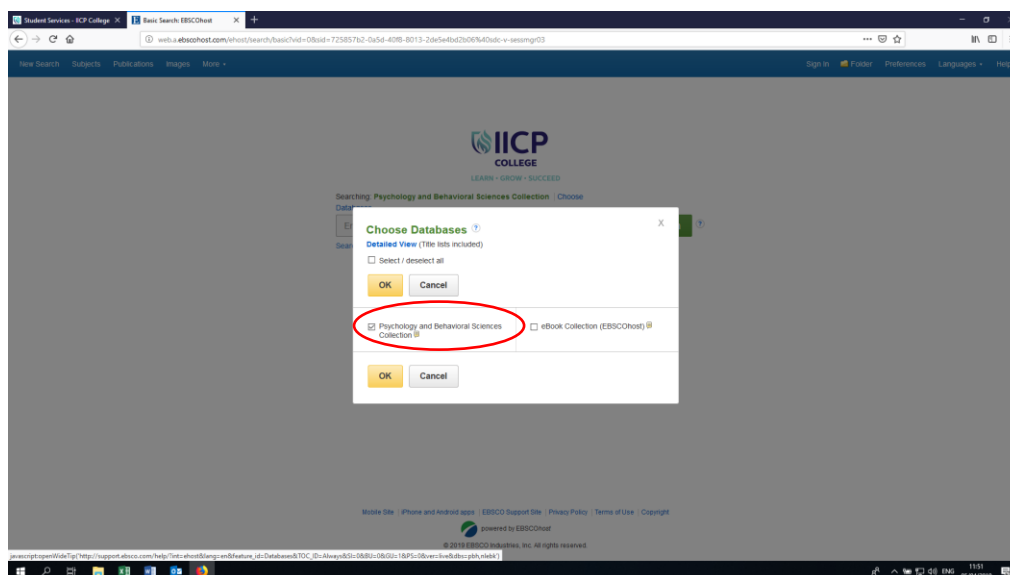 Student Services - IICP College
Basic Search: EBSCOhost
web.a.ebscohost.com/ehost/search/basic?vid=0&sid=725857b2-0a5d-40f8-8013-2de5e4bd2b06%40sdc-v-sessmgr03
New Search Subjects Publications Images More
Sign In Folder Preferences Languages Help
IICP
COLLEGE
LEARN • GROW • SUCCEED
Searching: Psychology and Behavioral Sciences Collection | Choose
Choose Databases ?
X
Detailed View (Title lists included)
Select / deselect all
OK Cancel
Psychology and Behavioral Sciences
Collection
eBook Collection (EBSCOhost)
OK Cancel
Mobile Site | iPhone and Android apps | EBSCO Support Site | Privacy Policy | Terms of Use | Copyright
powered by EBSCOhost
© 2019 EBSCO Industries, Inc. All rights reserved.
javascript:openWideTip('http://support.ebsco.com/help/?int=ehost&lang=en&feature_id=Databases&TOC_ID=Always&SI=0&BU=0&GU=1&PS=0&ver=live&dbs=pbh,nlebk')
ENG
11:51